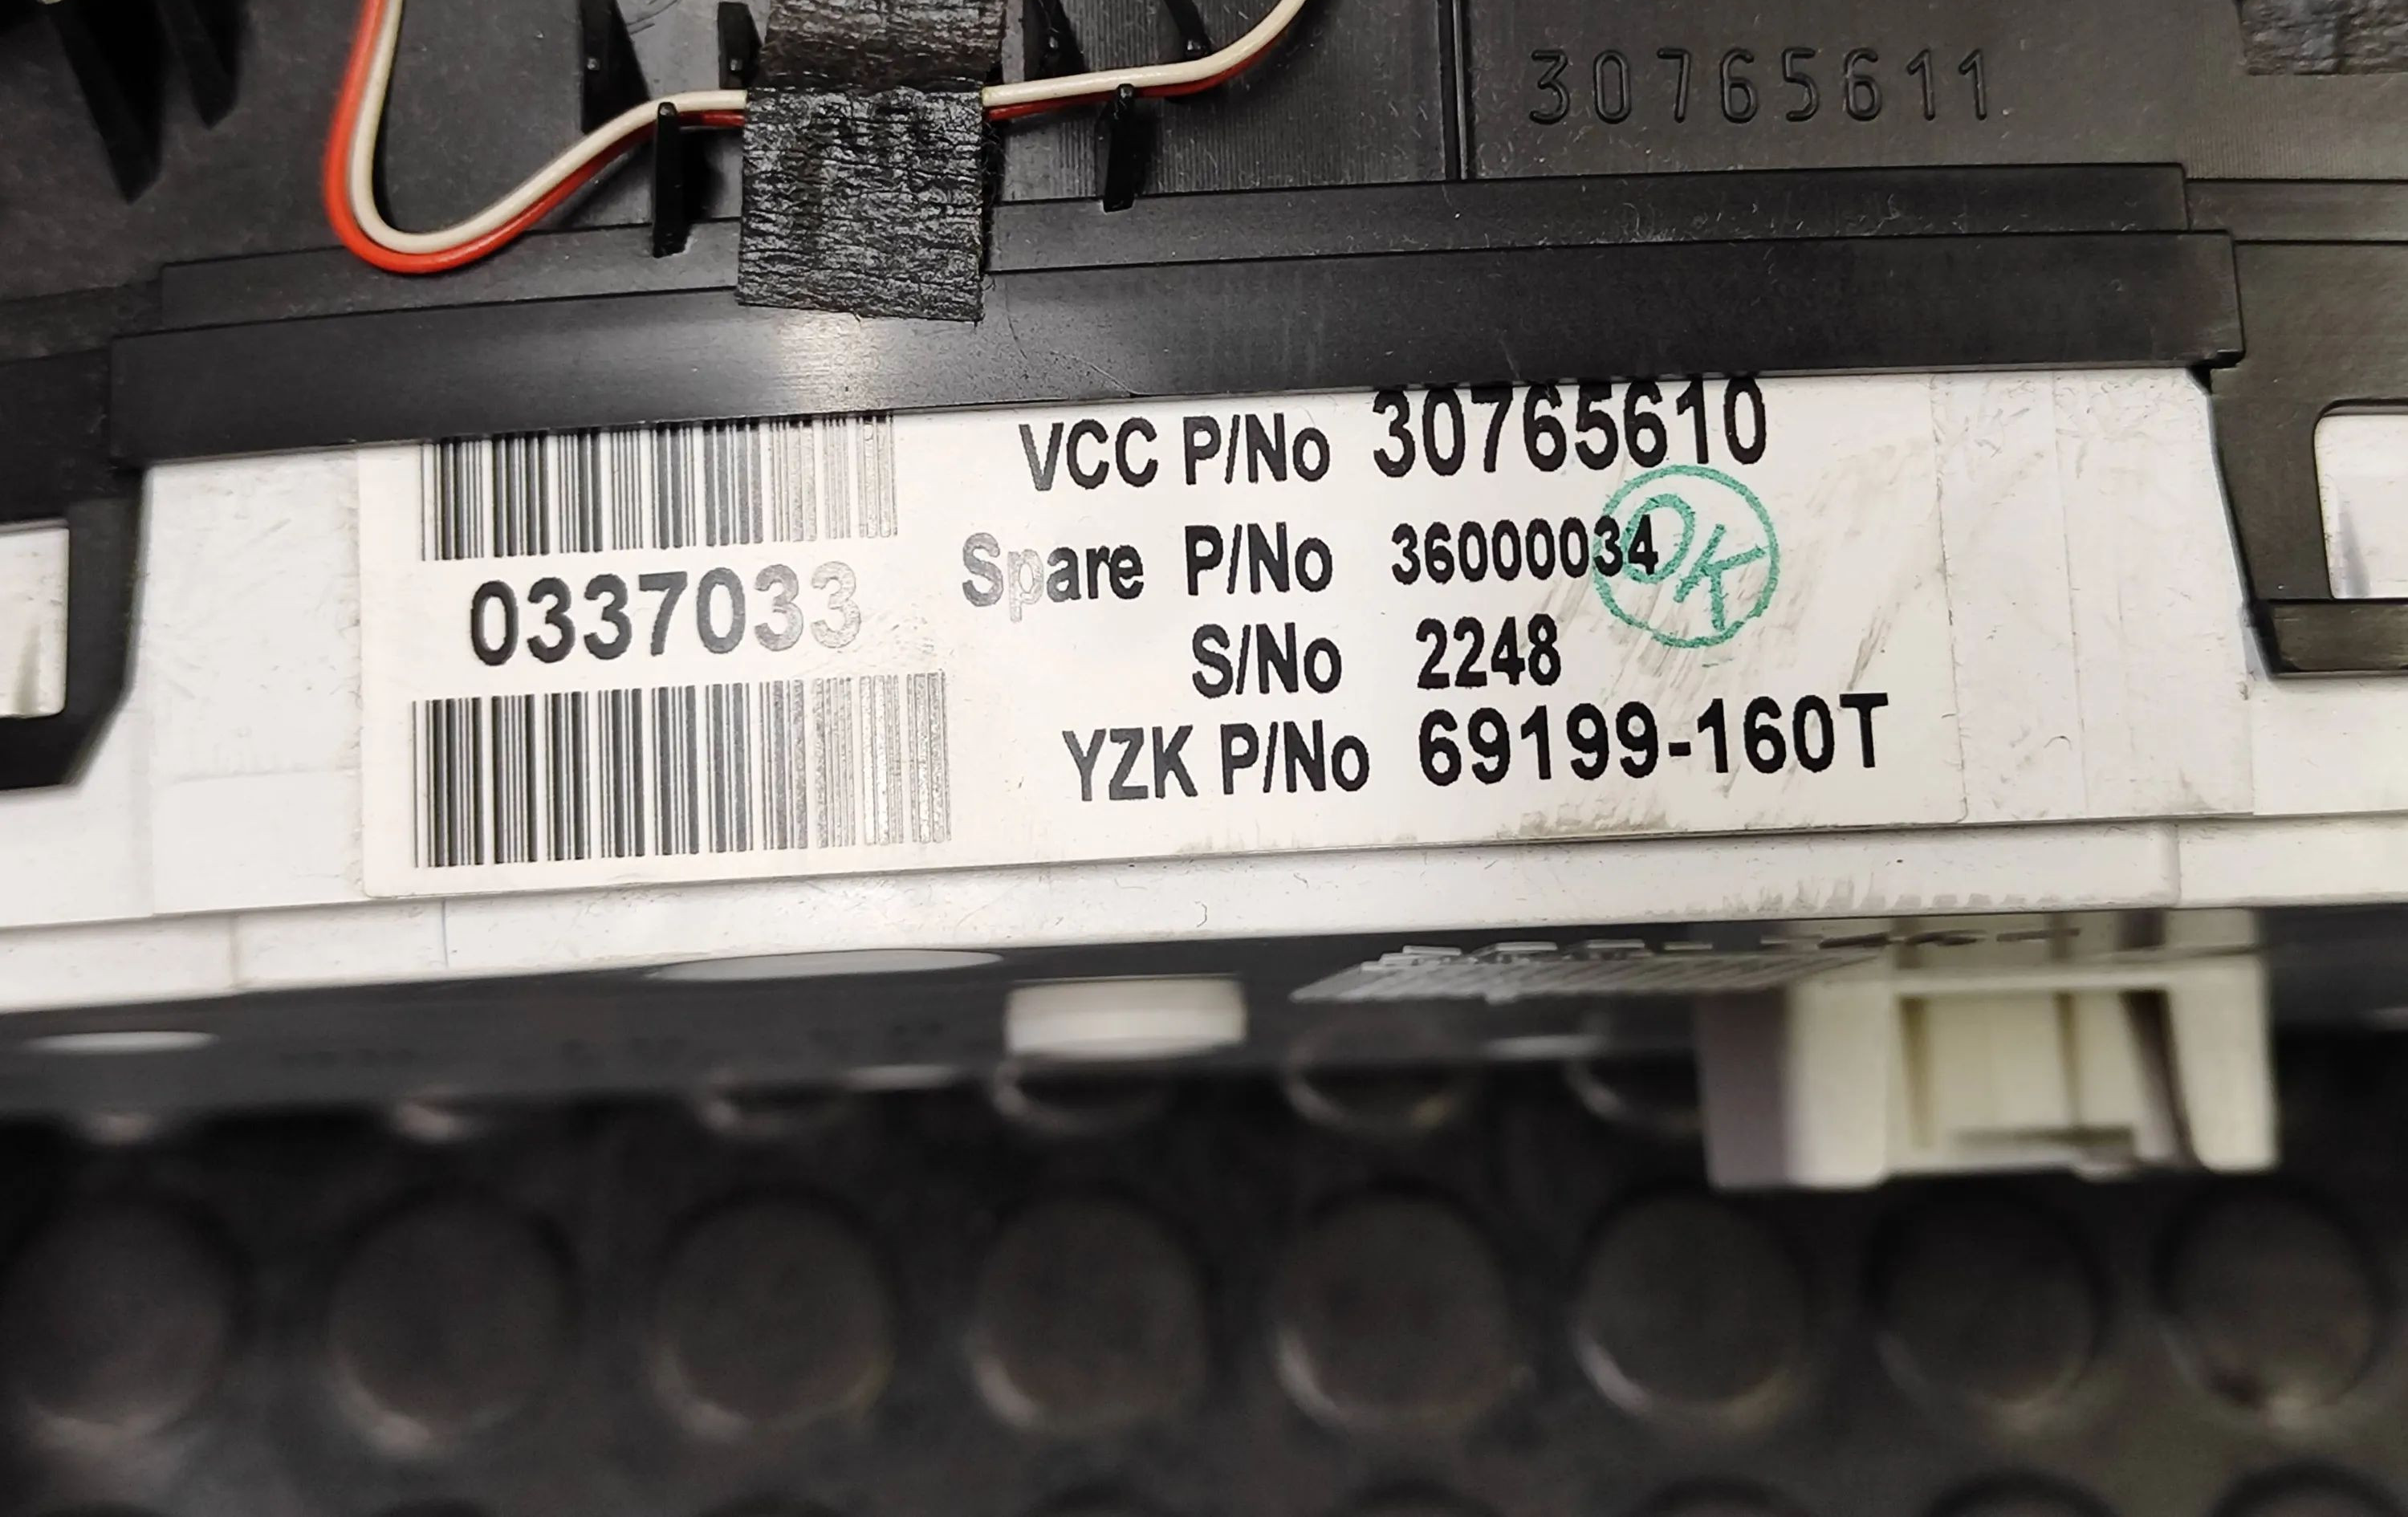 30765611
VCC P/No 30765610
Spare P/No 36000034
OK
0337033
S/No 2248
YZK P/No 69199-160T